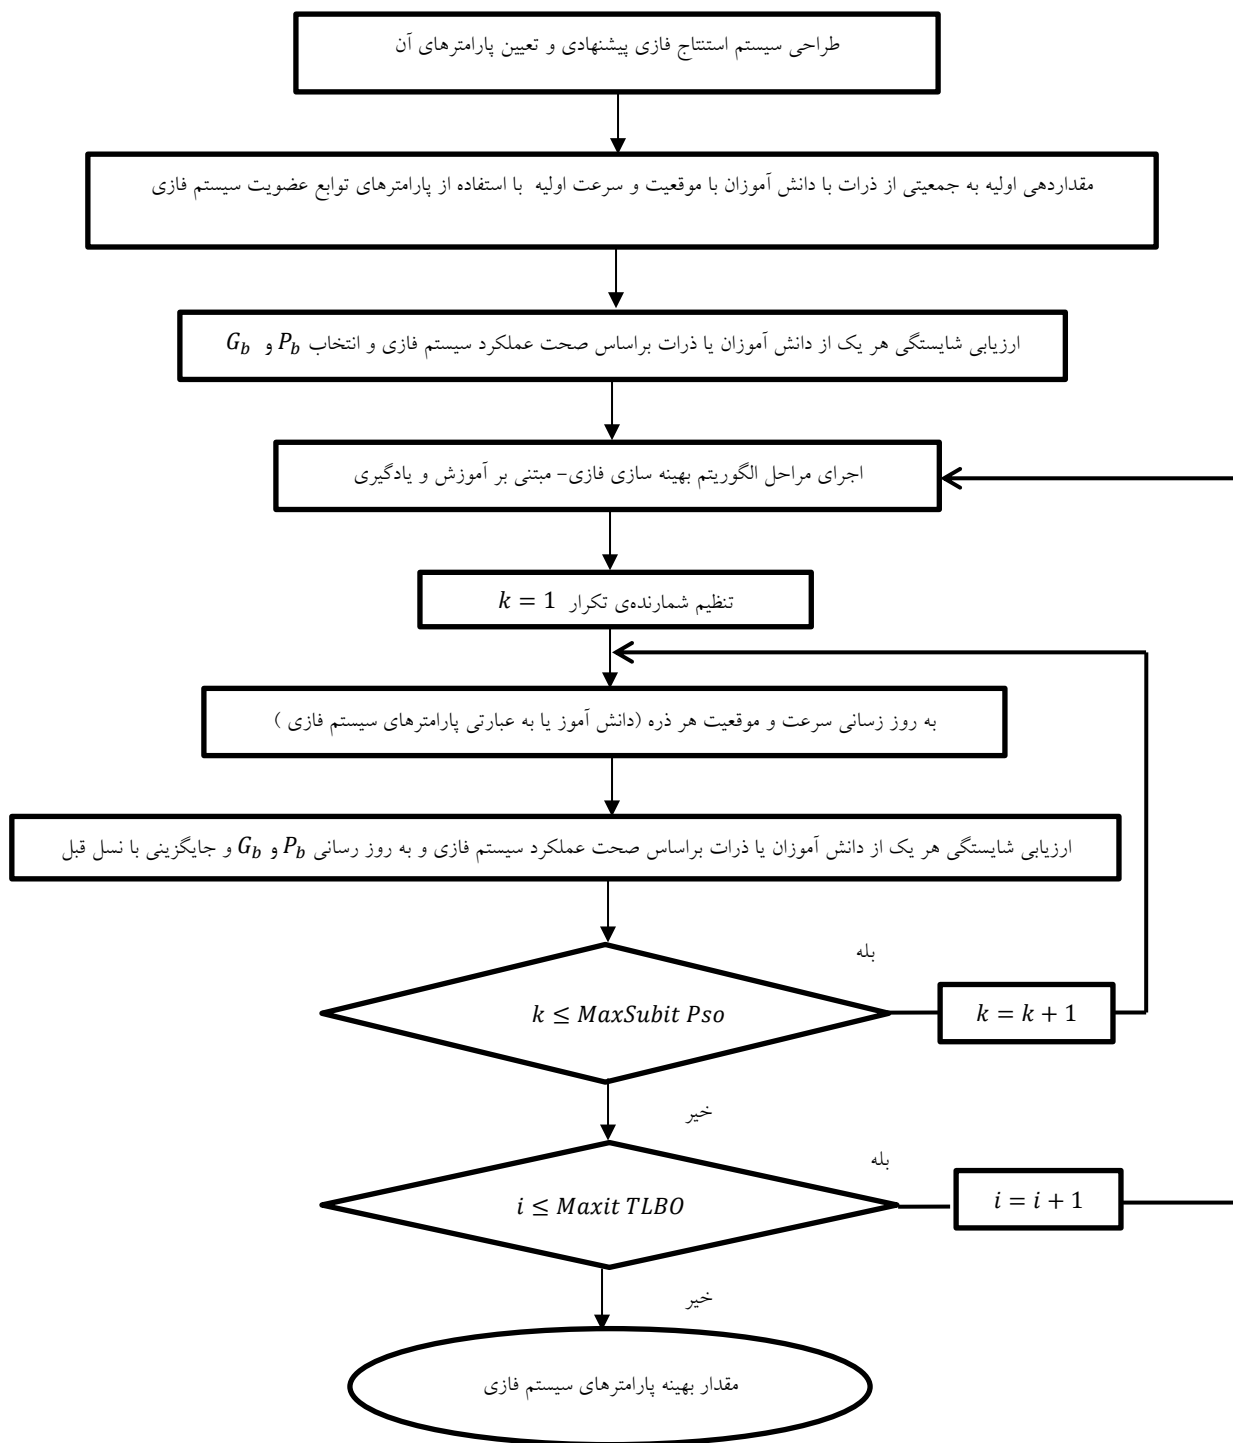 طراحی سیستم استنتاج فازی پیشنهادی و تعیین پارامترهای آن
مقداردهی اولیه به جمعیتی از ذرات با دانش آموزان با موقعیت و سرعت اولیه با استفاده از پارامترهای توابع عضویت سیستم فازی
ارزیابی شایستگی هر یک از دانش آموزان یا ذرات براساس صحت عملکرد سیستم فازی و انتخاب P_b و G_b
اجرای مراحل الگوریتم بهینه سازی فازی- مبتنی بر آموزش و یادگیری
تنظیم شمارنده‌ی تکرار k = 1
به روز زسانی سرعت و موقعیت هر ذره (دانش آموز یا به عبارتی پارامترهای سیستم فازی )
ارزیابی شایستگی هر یک از دانش آموزان یا ذرات براساس صحت عملکرد سیستم فازی و به روز رسانی P_b و G_b و جایگزینی با نسل قبل
بله
k ≤ MaxSubit Pso
k = k + 1
خیر
بله
i ≤ Maxit TLBO
i = i + 1
خیر
مقدار بهینه پارامترهای سیستم فازی